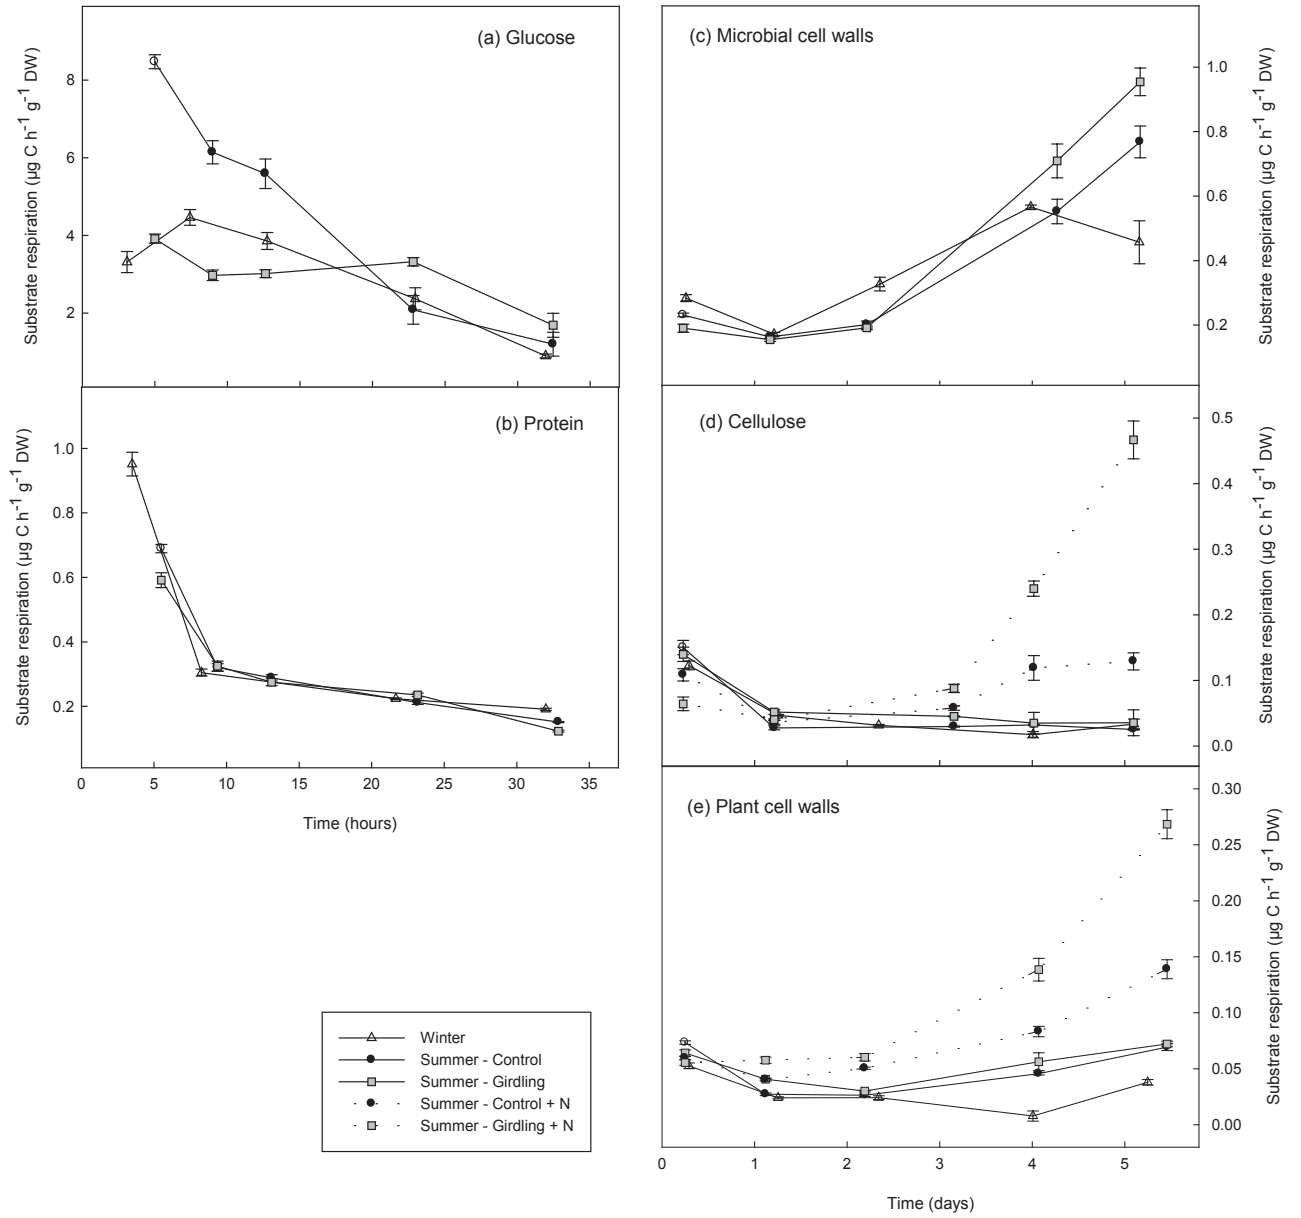 (a) Glucose
8
6
4
2
Substrate respiration (µg C h-1 g-1 DW)
(b) Protein
1.0
0.8
0.6
0.4
0.2
Substrate respiration (µg C h-1 g-1 DW)
0 5 10 15 20 25 30 35
Time (hours)
Winter
Summer - Control
Summer - Girdling
Summer - Control + N
Summer - Girdling + N
(c) Microbial cell walls
1.0
0.8
0.6
0.4
0.2
Substrate respiration (µg C h-1 g-1 DW)
(d) Cellulose
0.5
0.4
0.3
0.2
0.1
0.0
Substrate respiration (µg C h-1 g-1 DW)
(e) Plant cell walls
0.30
0.25
0.20
0.15
0.10
0.05
0.00
Substrate respiration (µg C h-1 g-1 DW)
0 1 2 3 4 5
Time (days)